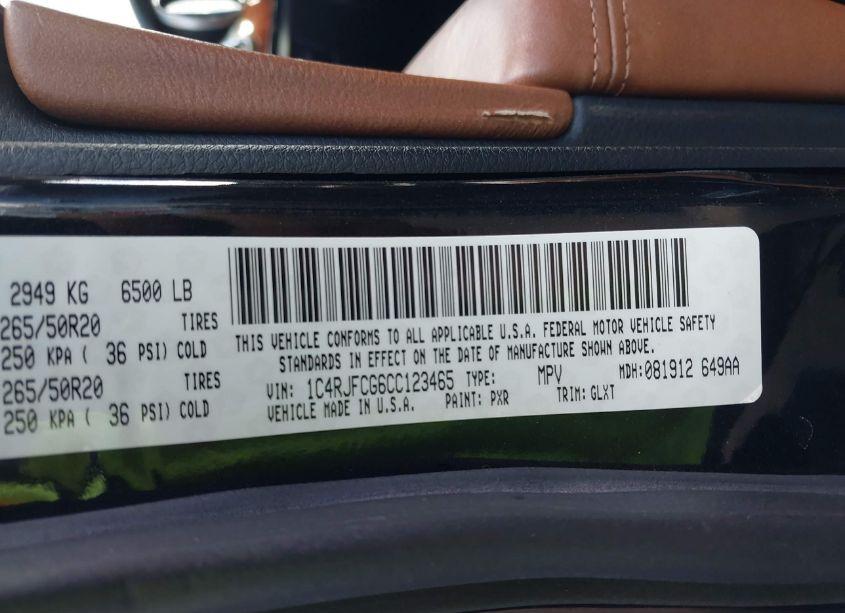 2949 KG 6500 LB
265/50R20 TIRES
250 KPA ( 36 PSI) COLD
265/50R20 TIRES
250 KPA ( 36 PSI) COLD
THIS VEHICLE CONFORMS TO ALL APPLICABLE U.S.A. FEDERAL MOTOR VEHICLE SAFETY
STANDARDS IN EFFECT ON THE DATE OF MANUFACTURE SHOWN ABOVE.
VIN: 1C4RJFCG6CC123465 TYPE: MPV MDH: 081912 649AA
VEHICLE MADE IN U.S.A. PAINT: PXR TRIM: GLXT